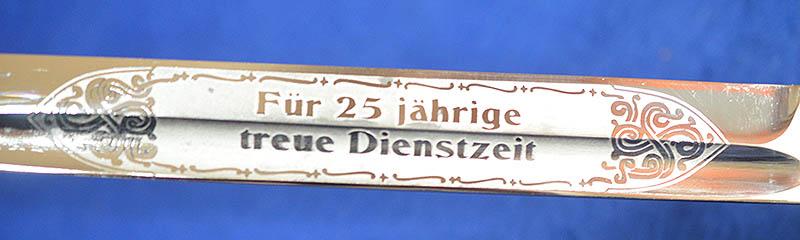 Für 25 jährige
treue Dienstzeit